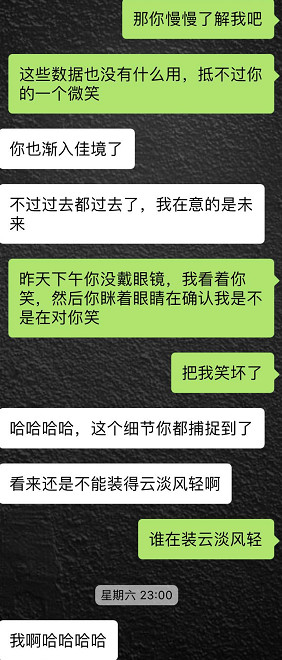 那你慢慢了解我吧
这些数据也没有什么用，抵不过你
的一个微笑
你也渐入佳境了
不过过去都过去了，我在意的是未
来
昨天下午你没戴眼镜，我看着你
笑，然后你眯着眼睛在确认我是不
是在对你笑
把我笑坏了
哈哈哈哈，这个细节你都捕捉到了
看来还是不能装得云淡风轻啊
谁在装云淡风轻
星期六 23:00
我啊哈哈哈哈